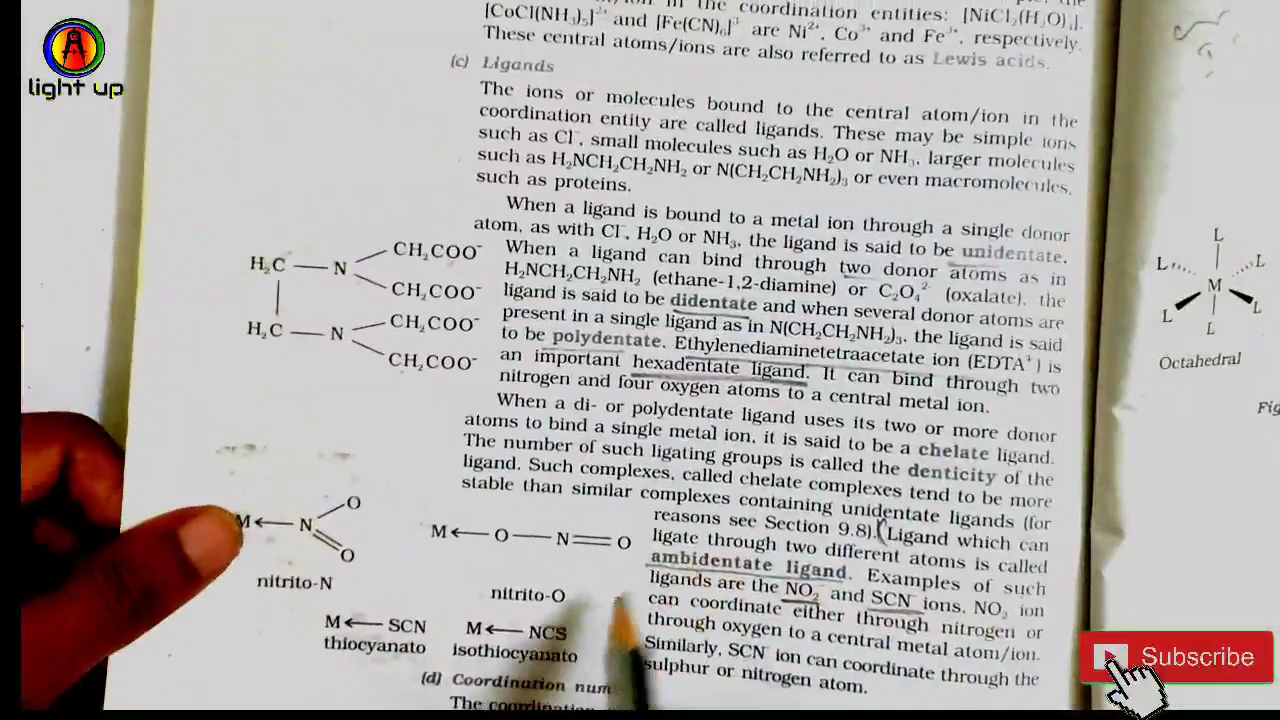 light up
in the coordination entities: [NiCl₂(H₂O)₄],
[CoCl(NH₃)₅]²⁺ and [Fe(CN)₆]³⁻ are Ni²⁺, Co³⁺ and Fe³⁺, respectively.
These central atoms/ions are also referred to as Lewis acids.
(c) Ligands
The ions or molecules bound to the central atom/ion in the
coordination entity are called ligands. These may be simple ions
such as Cl⁻, small molecules such as H₂O or NH₃, larger molecules
such as H₂NCH₂CH₂NH₂ or N(CH₂CH₂NH₂)₃ or even macromolecules,
such as proteins.
When a ligand is bound to a metal ion through a single donor
atom, as with Cl⁻, H₂O or NH₃, the ligand is said to be unidentate.
When a ligand can bind through two donor atoms as in
H₂NCH₂CH₂NH₂ (ethane-1,2-diamine) or C₂O₄²⁻ (oxalate), the
ligand is said to be didentate and when several donor atoms are
present in a single ligand as in N(CH₂CH₂NH₂)₃, the ligand is said
to be polydentate. Ethylenediaminetetraacetate ion (EDTA⁴⁻) is
an important hexadentate ligand. It can bind through two
nitrogen and four oxygen atoms to a central metal ion.
When a di- or polydentate ligand uses its two or more donor
atoms to bind a single metal ion, it is said to be a chelate ligand.
The number of such ligating groups is called the denticity of the
ligand. Such complexes, called chelate complexes tend to be more
stable than similar complexes containing unidentate ligands (for
reasons see Section 9.8). Ligand which can
ligate through two different atoms is called
ambidentate ligand. Examples of such
ligands are the NO₂⁻ and SCN⁻ ions. NO₂⁻ ion
can coordinate either through nitrogen or
through oxygen to a central metal atom/ion.
Similarly, SCN⁻ ion can coordinate through the
sulphur or nitrogen atom.
CH₂COO⁻
H₂C — N
CH₂COO⁻
CH₂COO⁻
H₂C — N
CH₂COO⁻
O
M ← N
O
nitrito-N
M ← O — N = O
nitrito-O
M ← SCN
thiocyanato
M ← NCS
isothiocyanato
(d) Coordination num
The coordination
L
L L
M
L L
L
Octahedral
Fig
Subscribe